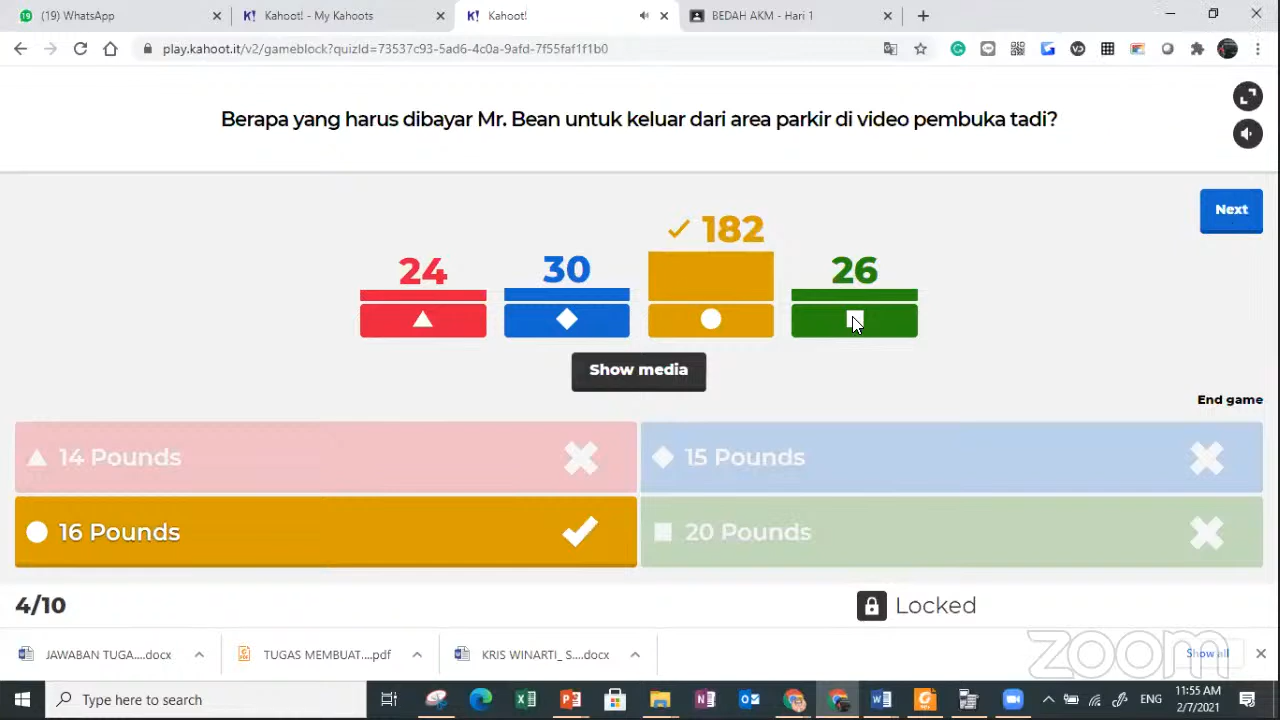 (19) WhatsApp
Kahoot! - My Kahoots
Kahoot!
BEDAH AKM - Hari 1
play.kahoot.it/v2/gameblock?quizId=73537c93-5ad6-4c0a-9afd-7f55faf1f1b0
Berapa yang harus dibayar Mr. Bean untuk keluar dari area parkir di video pembuka tadi?
Next
24
30
182
26
Show media
End game
14 Pounds
15 Pounds
16 Pounds
20 Pounds
4/10
Locked
JAWABAN TUGA....docx
TUGAS MEMBUAT....pdf
KRIS WINARTI_ S....docx
Show all
zoom
Type here to search
ENG
11:55 AM
2/7/2021